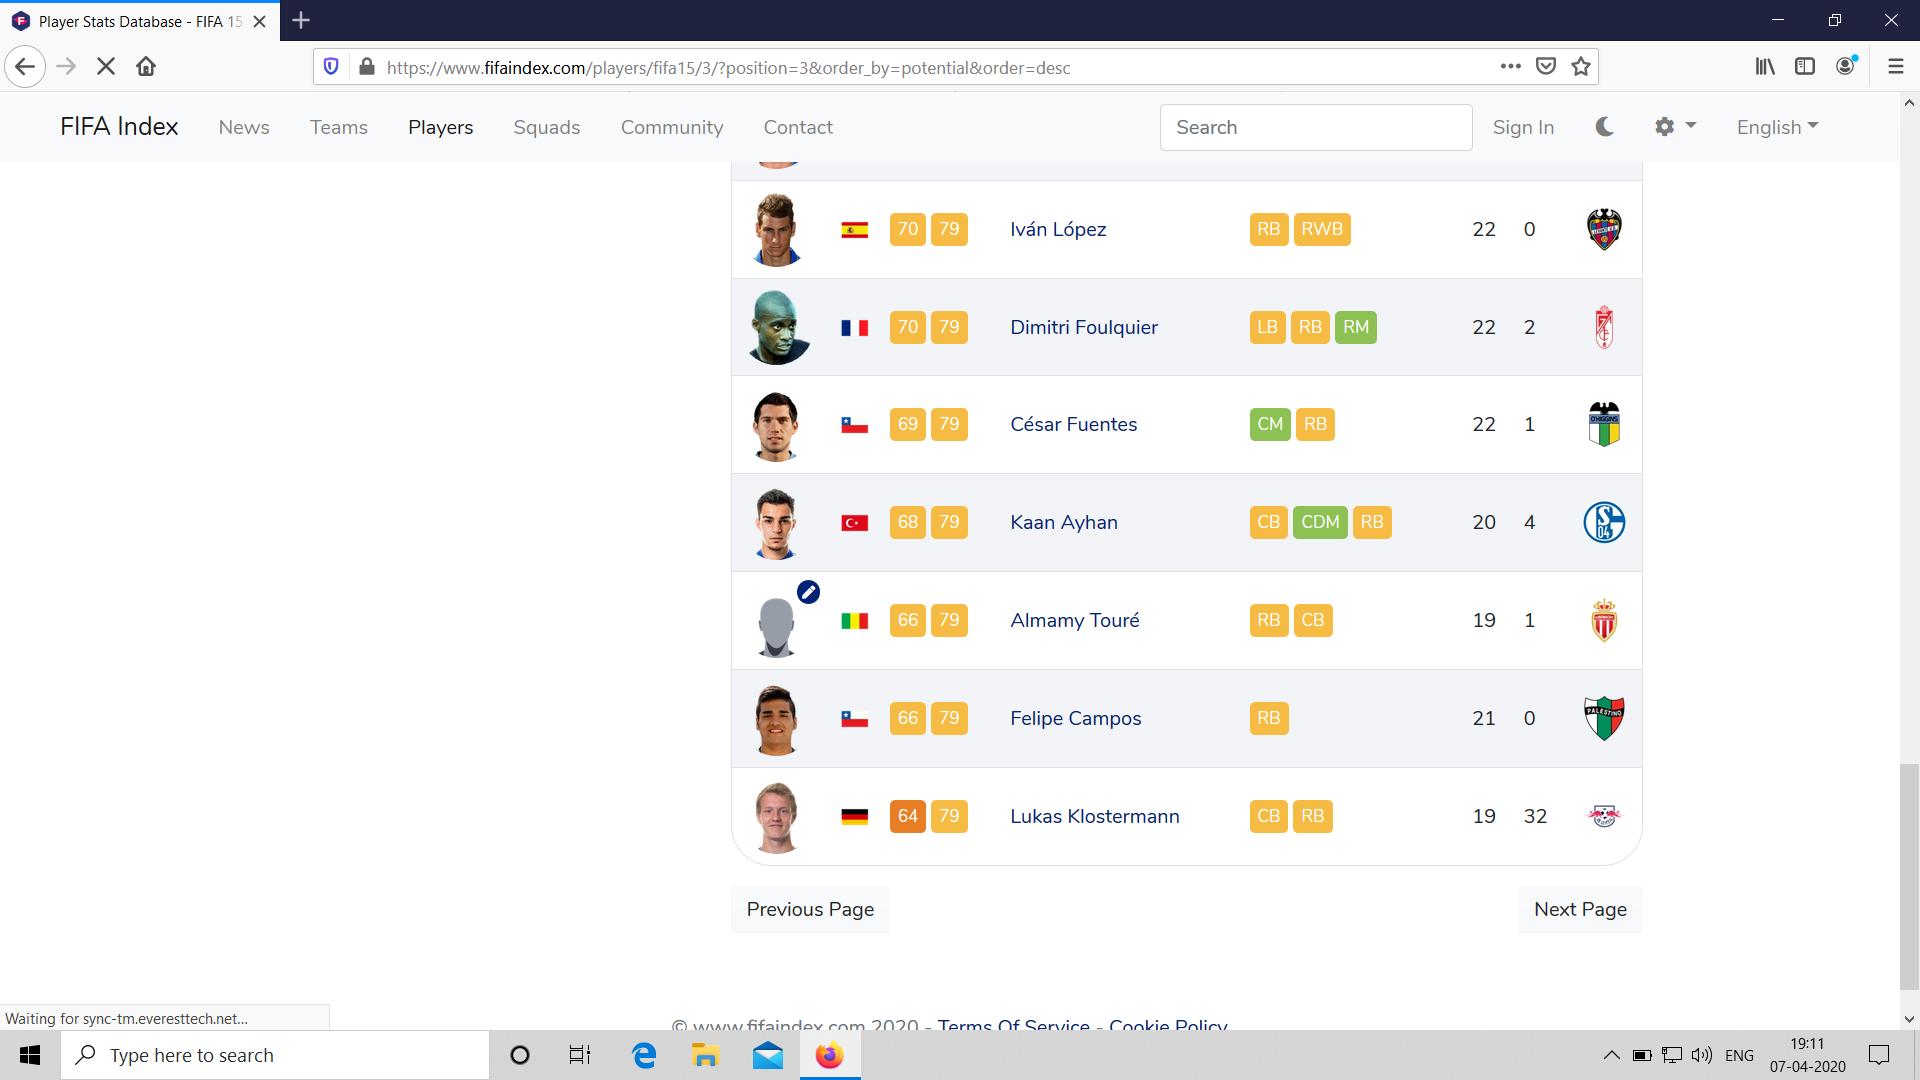 Player Stats Database - FIFA 15
https://www.fifaindex.com/players/fifa15/3/?position=3&order_by=potential&order=desc
FIFA Index News Teams Players Squads Community Contact Search Sign In English
70 79 Iván López RB RWB 22 0
70 79 Dimitri Foulquier LB RB RM 22 2
69 79 César Fuentes CM RB 22 1
O'HIGGINS
68 79 Kaan Ayhan CB CDM RB 20 4
S 04
66 79 Almamy Touré RB CB 19 1
66 79 Felipe Campos RB 21 0
PALESTINO
64 79 Lukas Klostermann CB RB 19 32
Previous Page Next Page
© www.fifaindex.com 2020 - Terms Of Service - Cookie Policy
Waiting for sync-tm.everesttech.net...
Type here to search
ENG
19:11
07-04-2020